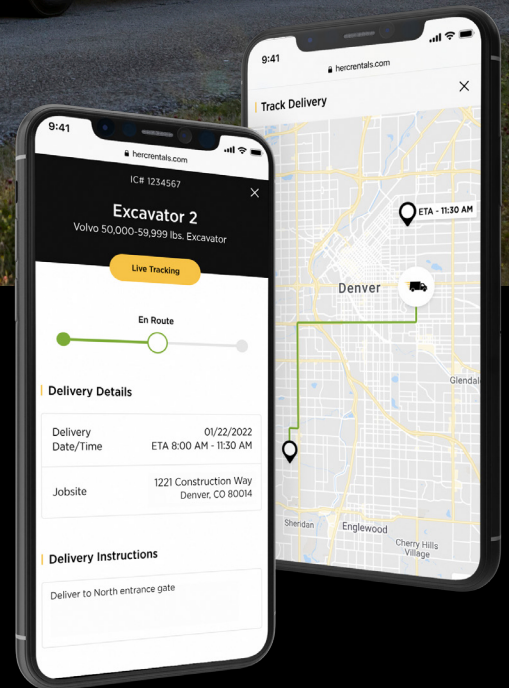 9:41
hercrentals.com
IC# 1234567
Excavator 2
Volvo 50,000-59,999 lbs. Excavator
Live Tracking
En Route
Delivery Details
Delivery Date/Time
01/22/2022
ETA 8:00 AM - 11:30 AM
Jobsite
1221 Construction Way
Denver, CO 80014
Delivery Instructions
Deliver to North entrance gate
9:41
hercrentals.com
Track Delivery
ETA - 11:30 AM
Denver
Glendal
Sheridan
Englewood
Cherry Hills
Village